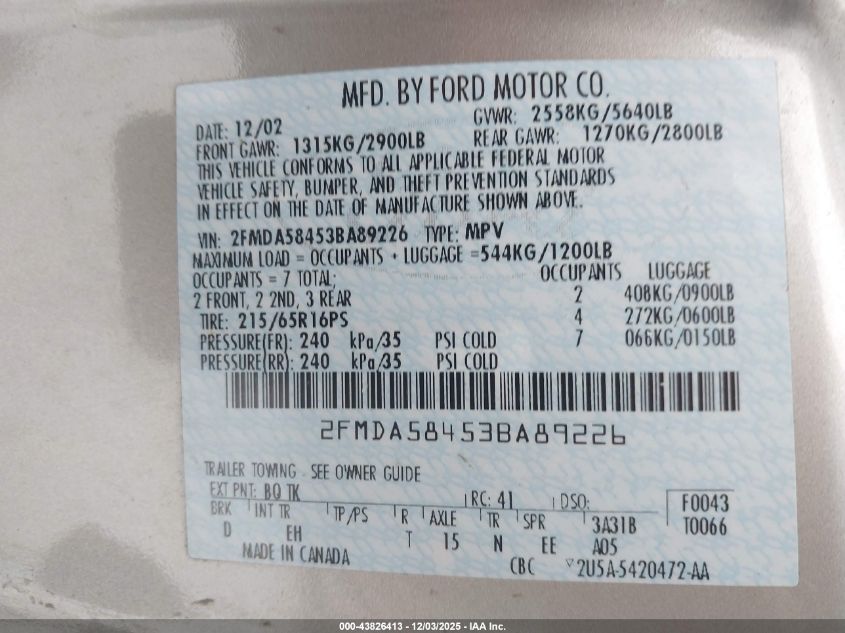 MFD. BY FORD MOTOR CO.
DATE: 12/02 GVWR: 2558KG/5640LB
FRONT GAWR: 1315KG/2900LB REAR GAWR: 1270KG/2800LB
THIS VEHICLE CONFORMS TO ALL APPLICABLE FEDERAL MOTOR
VEHICLE SAFETY, BUMPER, AND THEFT PREVENTION STANDARDS
IN EFFECT ON THE DATE OF MANUFACTURE SHOWN ABOVE.
VIN: 2FMDA58453BA89226 TYPE: MPV
MAXIMUM LOAD = OCCUPANTS + LUGGAGE =544KG/1200LB
OCCUPANTS = 7 TOTAL; OCCUPANTS LUGGAGE
2 FRONT, 2 2ND, 3 REAR 2 408KG/0900LB
TIRE: 215/65R16PS 4 272KG/0600LB
PRESSURE(FR): 240 kPa/35 PSI COLD 7 066KG/0150LB
PRESSURE(RR): 240 kPa/35 PSI COLD
2FMDA58453BA89226
TRAILER TOWING - SEE OWNER GUIDE
EXT PNT: BQ TK RC: 41 DSO: F0043
BRK INT TR TP/PS R AXLE TR SPR 3A31B T0066
D EH T 15 N EE A05
MADE IN CANADA CBC 2U5A-5420472-AA
000-43826413 - 12/03/2025 - IAA Inc.